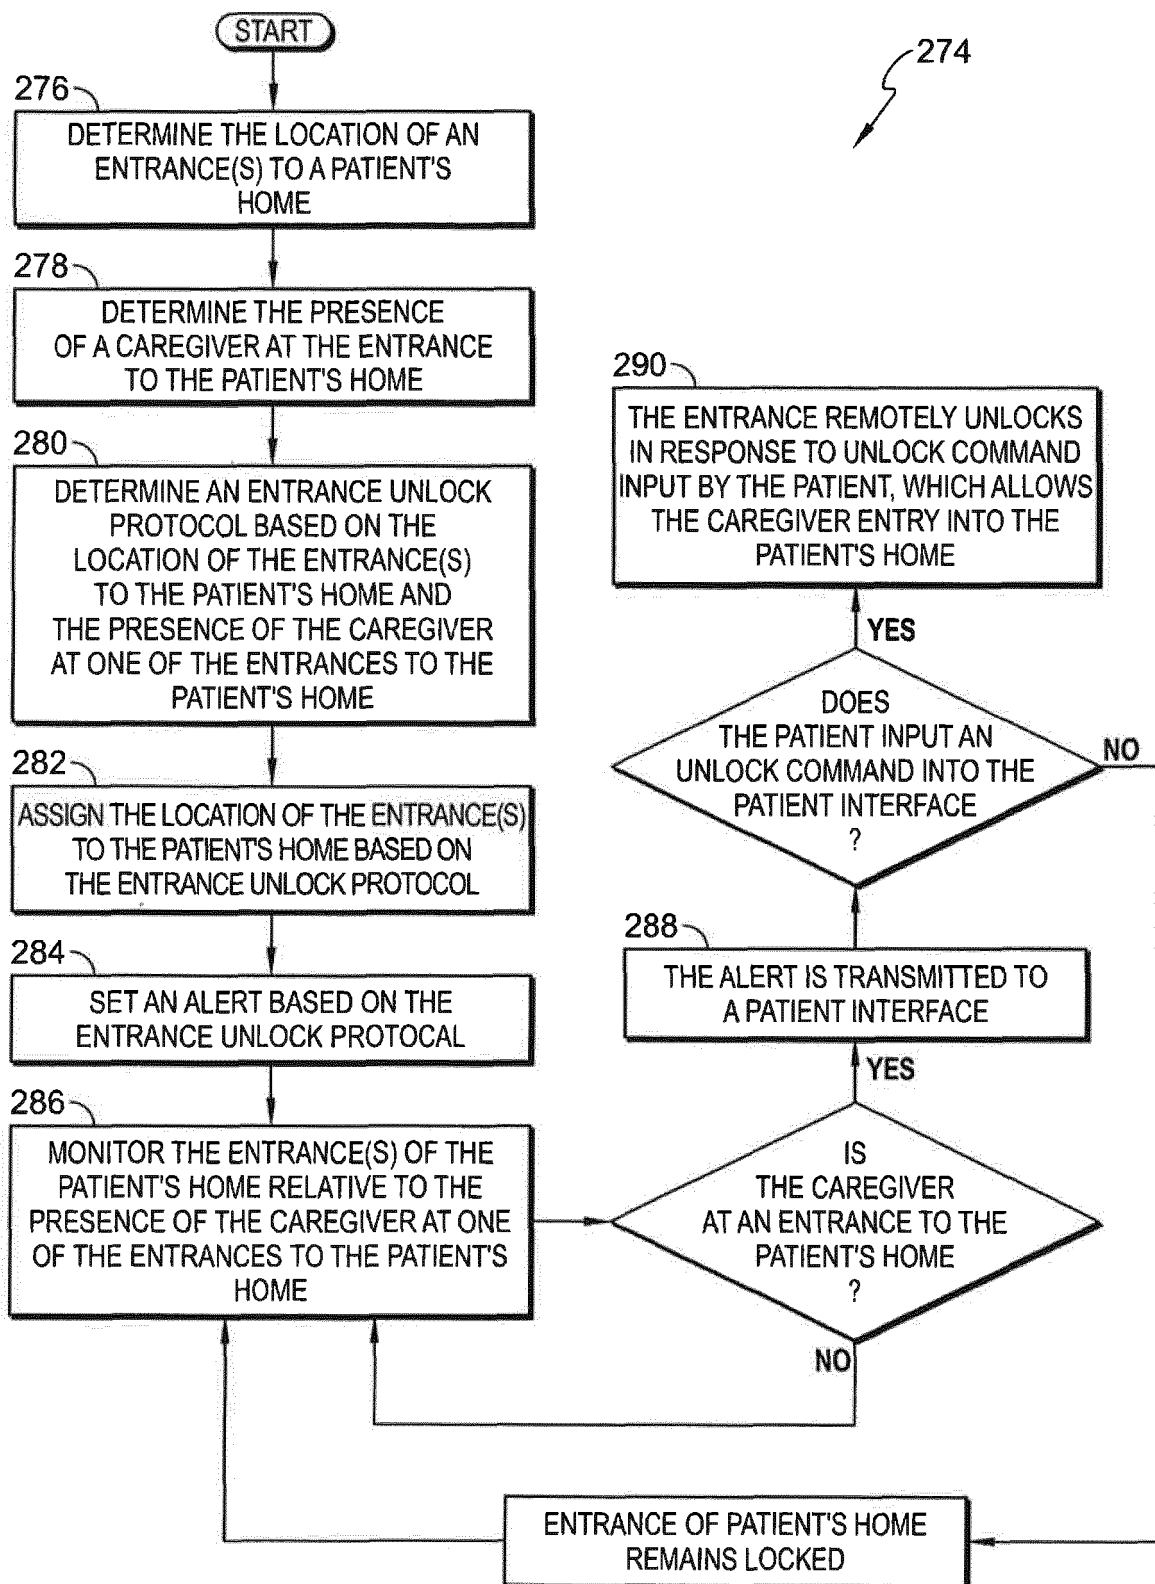 START
274
276
DETERMINE THE LOCATION OF AN
ENTRANCE(S) TO A PATIENT'S
HOME
278
DETERMINE THE PRESENCE
OF A CAREGIVER AT THE ENTRANCE
TO THE PATIENT'S HOME
280
DETERMINE AN ENTRANCE UNLOCK
PROTOCOL BASED ON THE
LOCATION OF THE ENTRANCE(S)
TO THE PATIENT'S HOME AND
THE PRESENCE OF THE CAREGIVER
AT ONE OF THE ENTRANCES TO THE
PATIENT'S HOME
282
ASSIGN THE LOCATION OF THE ENTRANCE(S)
TO THE PATIENT'S HOME BASED ON
THE ENTRANCE UNLOCK PROTOCOL
284
SET AN ALERT BASED ON THE
ENTRANCE UNLOCK PROTOCAL
286
MONITOR THE ENTRANCE(S) OF THE
PATIENT'S HOME RELATIVE TO THE
PRESENCE OF THE CAREGIVER AT ONE
OF THE ENTRANCES TO THE PATIENT'S
HOME
IS
THE CAREGIVER
AT AN ENTRANCE TO THE
PATIENT'S HOME
?
NO
YES
288
THE ALERT IS TRANSMITTED TO
A PATIENT INTERFACE
DOES
THE PATIENT INPUT AN
UNLOCK COMMAND INTO THE
PATIENT INTERFACE
?
NO
YES
290
THE ENTRANCE REMOTELY UNLOCKS
IN RESPONSE TO UNLOCK COMMAND
INPUT BY THE PATIENT, WHICH ALLOWS
THE CAREGIVER ENTRY INTO THE
PATIENT'S HOME
ENTRANCE OF PATIENT'S HOME
REMAINS LOCKED